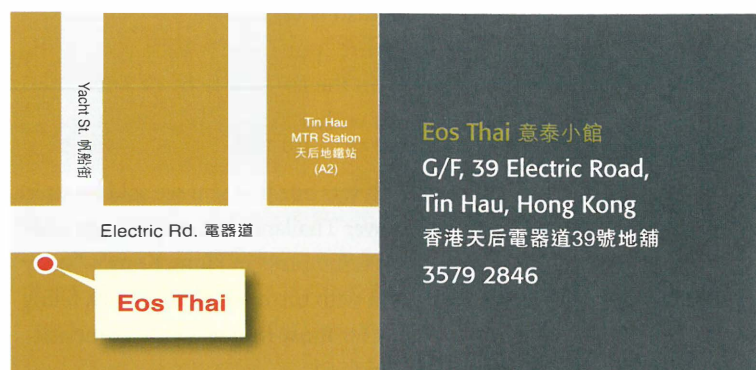 Yacht St. 帆船街
Tin Hau
MTR Station
天后地鐵站
(A2)
Electric Rd. 電器道
Eos Thai
Eos Thai 意泰小館
G/F, 39 Electric Road,
Tin Hau, Hong Kong
香港天后電器道39號地舖
3579 2846